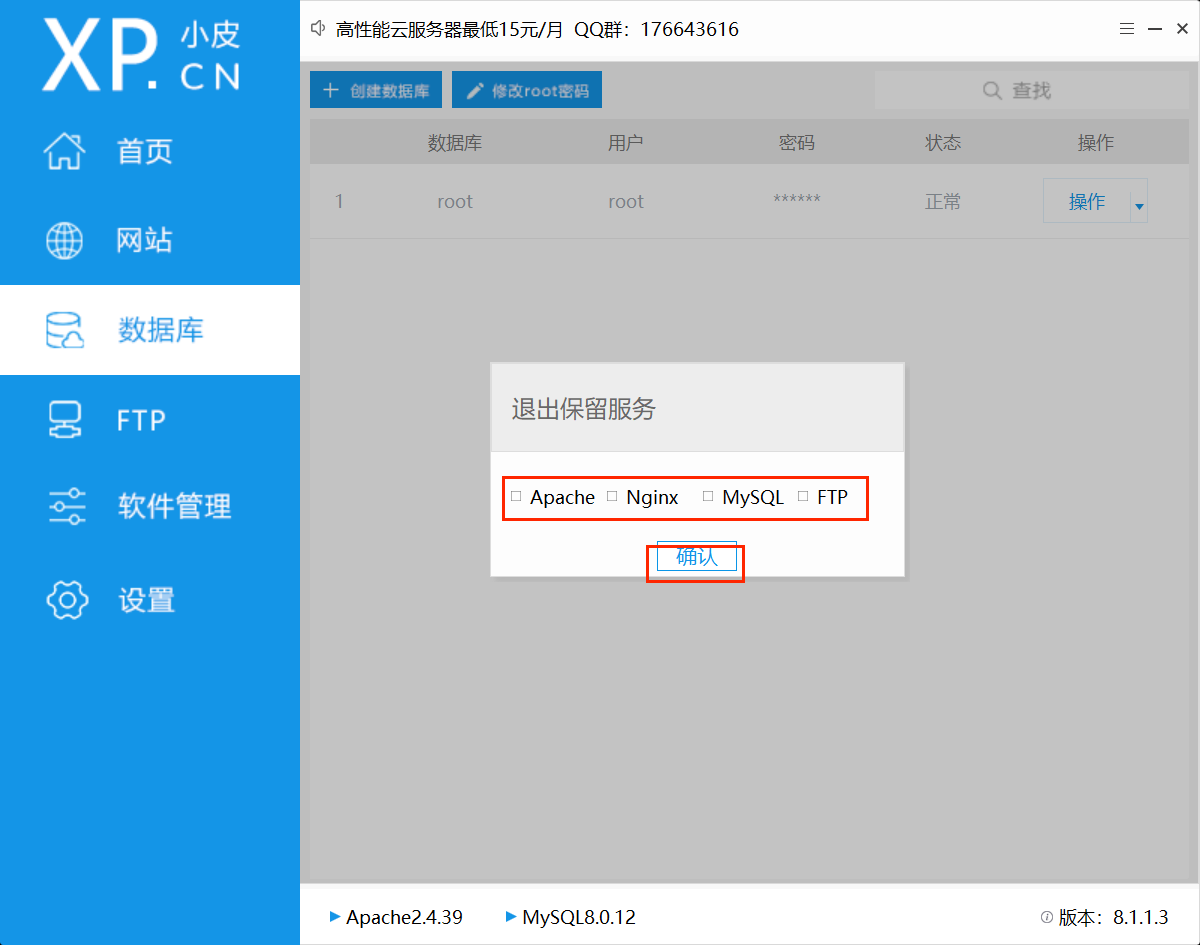 XP.小皮
CN
首页
网站
数据库
FTP
软件管理
设置
高性能云服务器最低15元/月 QQ群：176643616
创建数据库 修改root密码 查找
数据库 用户 密码 状态 操作
1 root root ****** 正常 操作
退出保留服务
Apache Nginx MySQL FTP
确认
Apache2.4.39 MySQL8.0.12 版本：8.1.1.3